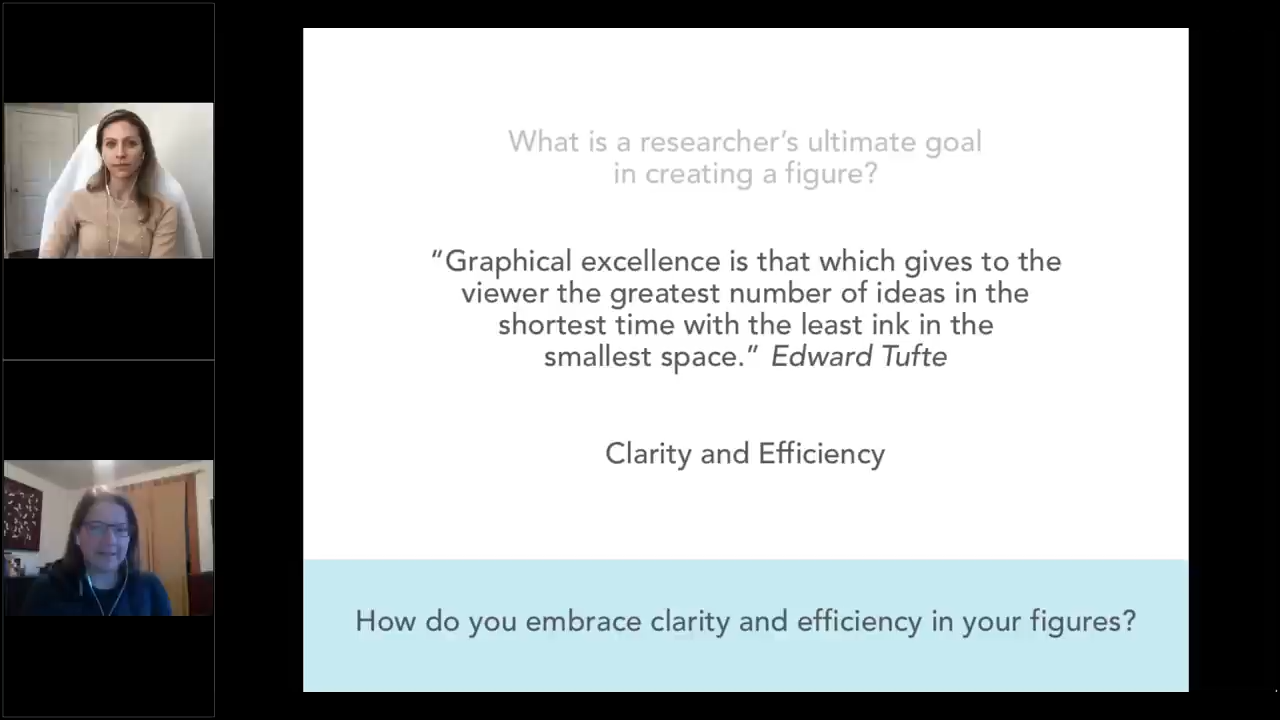 What is a researcher's ultimate goal
in creating a figure?
“Graphical excellence is that which gives to the
viewer the greatest number of ideas in the
shortest time with the least ink in the
smallest space.” Edward Tufte
Clarity and Efficiency
How do you embrace clarity and efficiency in your figures?